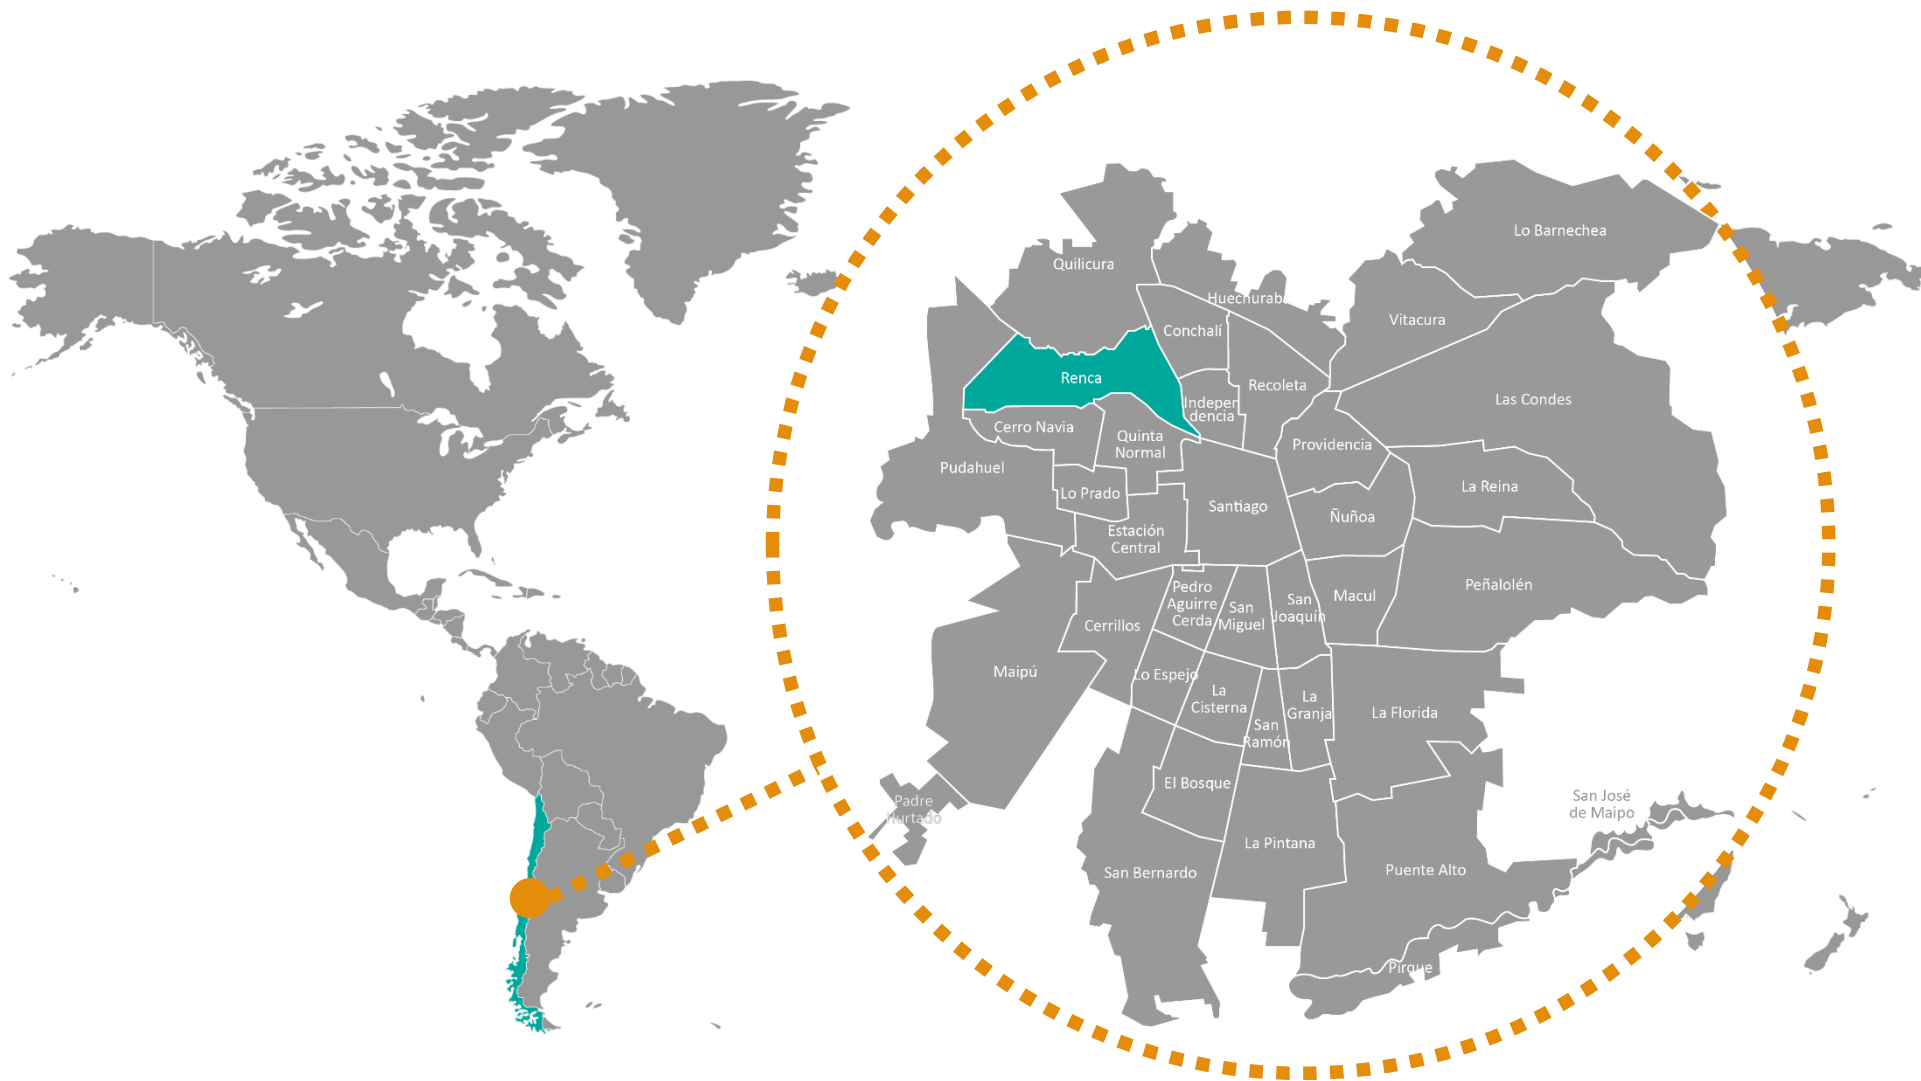 Lo Barnechea
Quilicura
Huechurab
Vitacura
Conchalí
Renca
Recoleta
Las Condes
Indepen
dencia
Cerro Navia
Quinta
Normal
Providencia
Pudahuel
Lo Prado
La Reina
Santiago
Ñuñoa
Estación
Central
Peñalolén
Pedro
Aguirre
Cerda
San
Miguel
San
Joaquín
Macul
Cerrillos
Maipú
Lo Espejo
La
Cisterna
San
Ramón
La
Granja
La Florida
El Bosque
Padre
Hurtado
San José
de Maipo
La Pintana
San Bernardo
Puente Alto
Pirque